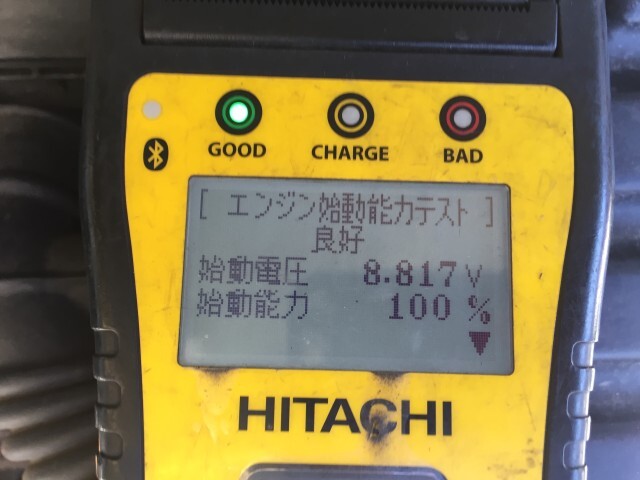 GOOD CHARGE BAD
[ エンジン始動能力テスト ]
良好
始動電圧 8.817 V
始動能力 100 %
HITACHI